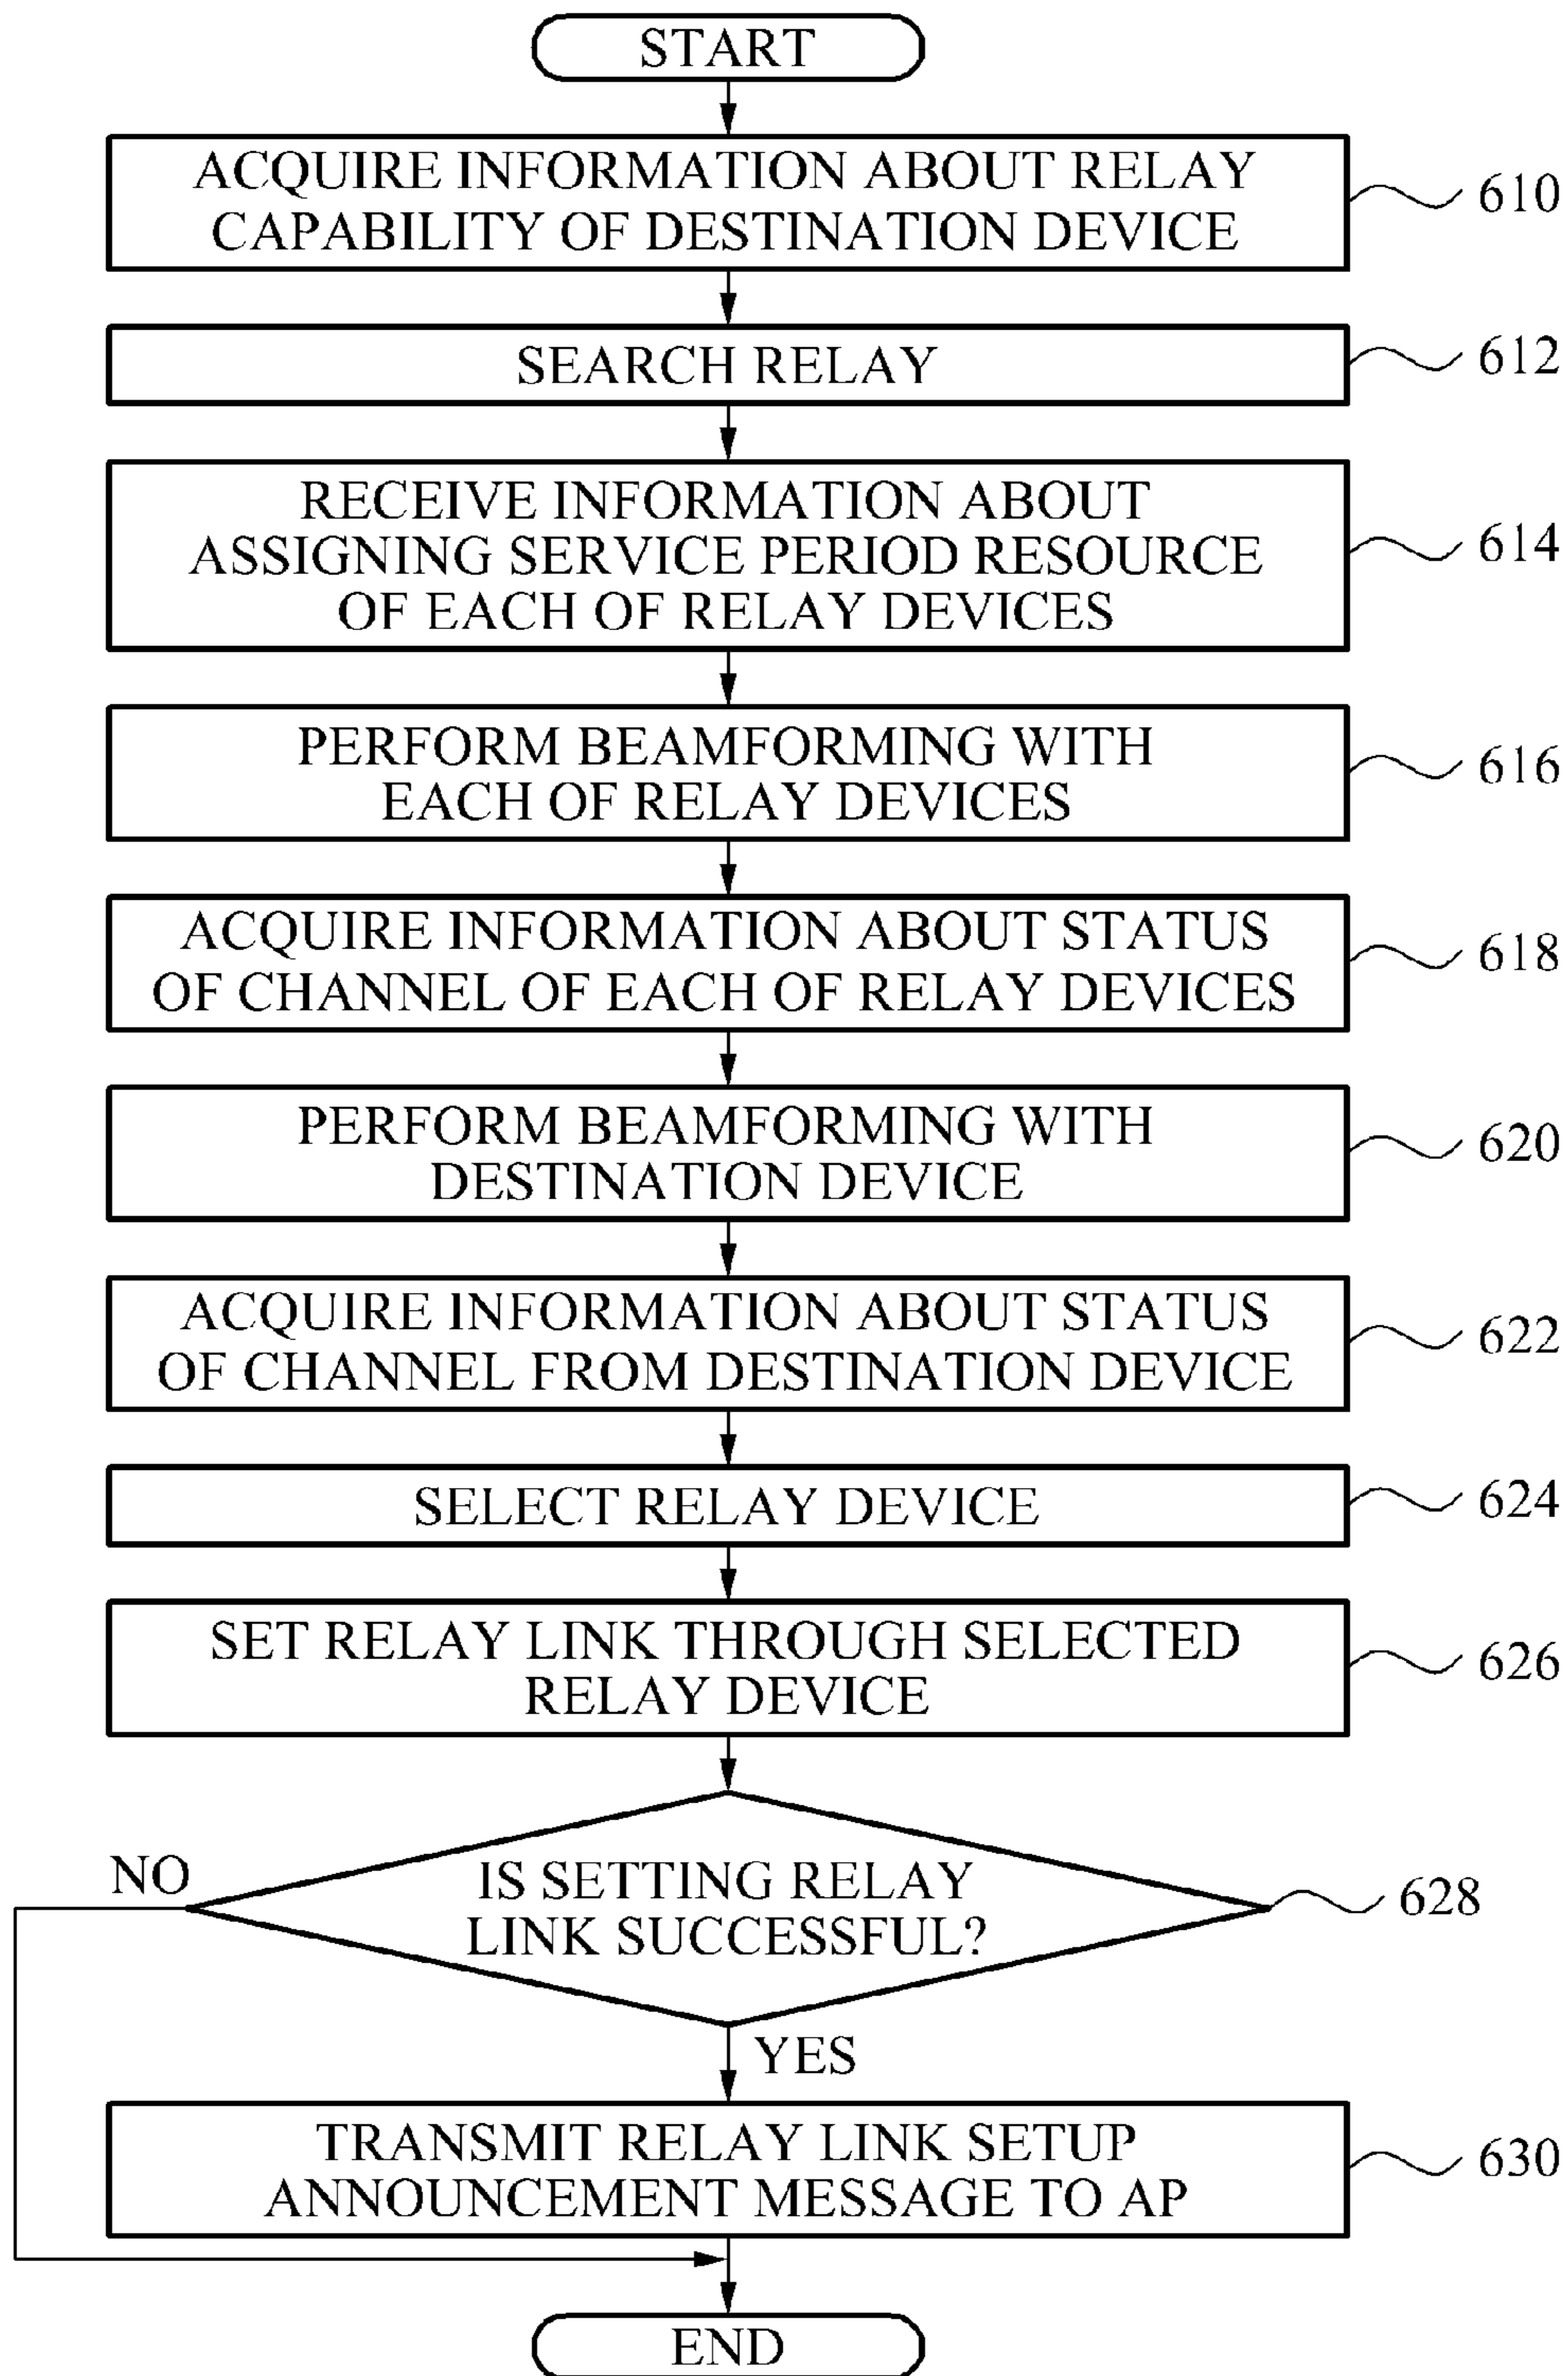 START
ACQUIRE INFORMATION ABOUT RELAY
CAPABILITY OF DESTINATION DEVICE
610
SEARCH RELAY
612
RECEIVE INFORMATION ABOUT
ASSIGNING SERVICE PERIOD RESOURCE
OF EACH OF RELAY DEVICES
614
PERFORM BEAMFORMING WITH
EACH OF RELAY DEVICES
616
ACQUIRE INFORMATION ABOUT STATUS
OF CHANNEL OF EACH OF RELAY DEVICES
618
PERFORM BEAMFORMING WITH
DESTINATION DEVICE
620
ACQUIRE INFORMATION ABOUT STATUS
OF CHANNEL FROM DESTINATION DEVICE
622
SELECT RELAY DEVICE
624
SET RELAY LINK THROUGH SELECTED
RELAY DEVICE
626
NO
IS SETTING RELAY
LINK SUCCESSFUL?
628
YES
TRANSMIT RELAY LINK SETUP
ANNOUNCEMENT MESSAGE TO AP
630
END